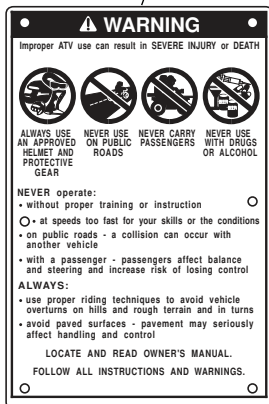 WARNING
Improper ATV use can result in SEVERE INJURY or DEATH
ALWAYS USE
AN APPROVED
HELMET AND
PROTECTIVE
GEAR
NEVER USE
ON PUBLIC
ROADS
NEVER CARRY
PASSENGERS
NEVER USE
WITH DRUGS
OR ALCOHOL
NEVER operate:
• without proper training or instruction
• at speeds too fast for your skills or the conditions
• on public roads - a collision can occur with
another vehicle
• with a passenger - passengers affect balance
and steering and increase risk of losing control
ALWAYS:
• use proper riding techniques to avoid vehicle
overturns on hills and rough terrain and in turns
• avoid paved surfaces - pavement may seriously
affect handling and control
LOCATE AND READ OWNER'S MANUAL.
FOLLOW ALL INSTRUCTIONS AND WARNINGS.